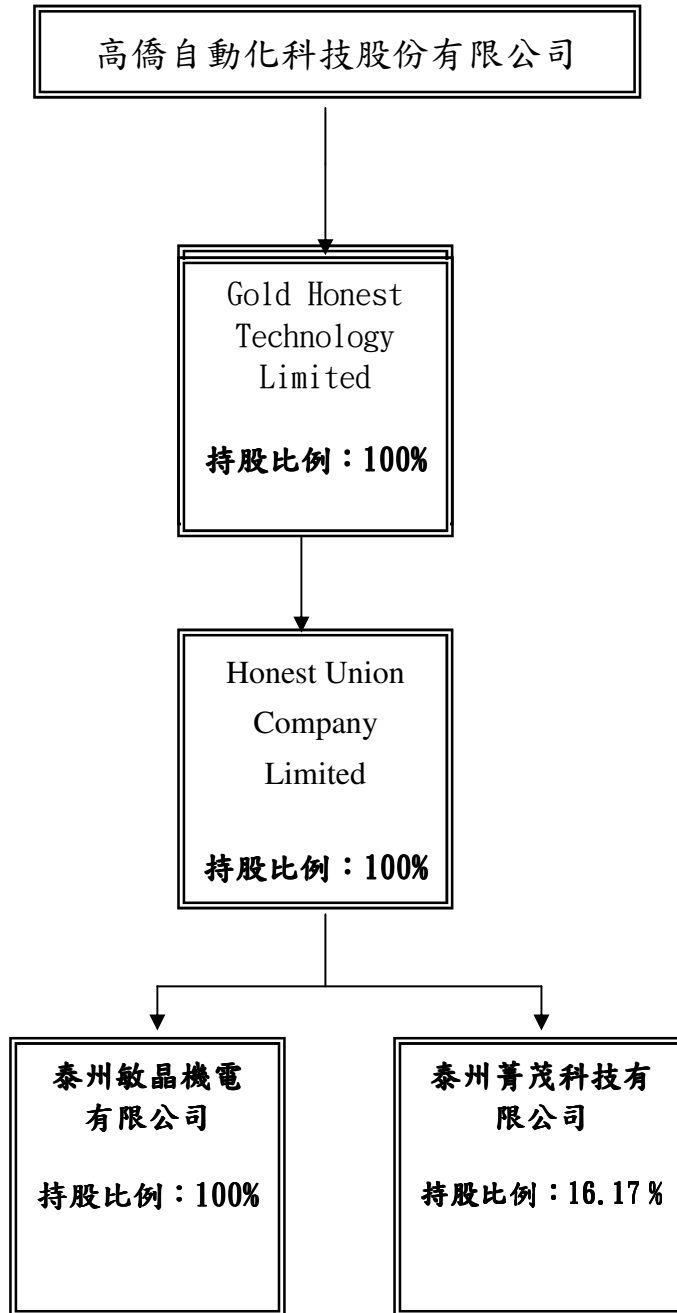 高僑自動化科技股份有限公司
Gold Honest
Technology
Limited
持股比例：100%
Honest Union
Company
Limited
持股比例：100%
泰州敏晶機電
有限公司
持股比例：100%
泰州菁茂科技有
限公司
持股比例：16.17%